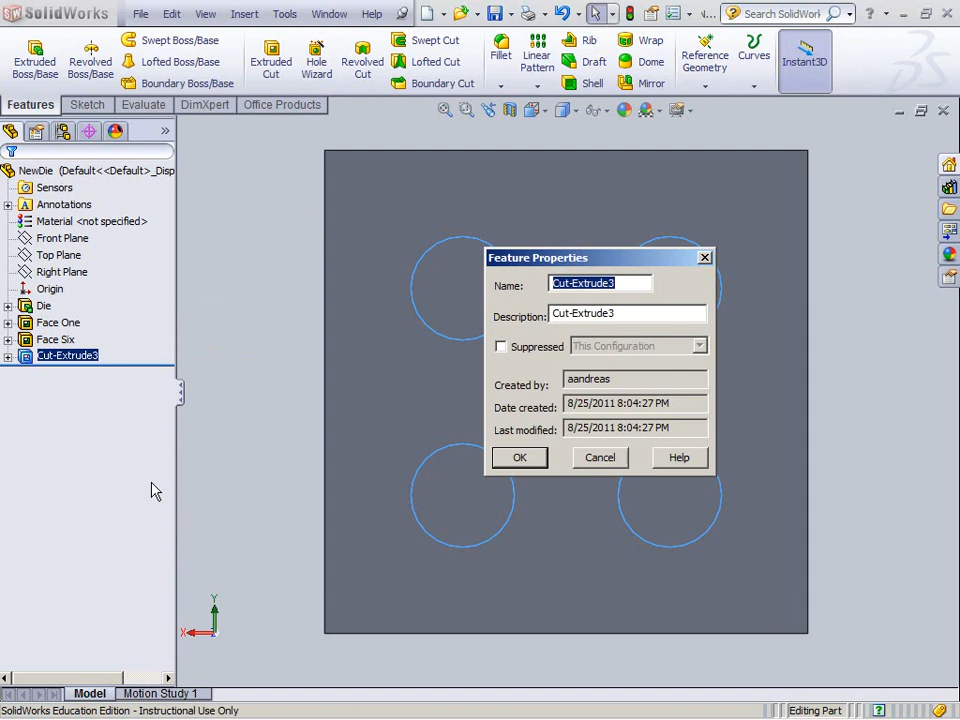 SolidWorks File Edit View Insert Tools Window Help Search SolidWork
Extruded Boss/Base
Revolved Boss/Base
Swept Boss/Base
Lofted Boss/Base
Boundary Boss/Base
Extruded Cut
Hole Wizard
Revolved Cut
Swept Cut
Lofted Cut
Boundary Cut
Fillet
Linear Pattern
Rib
Draft
Shell
Wrap
Dome
Mirror
Reference Geometry
Curves
Instant3D
Features Sketch Evaluate DimXpert Office Products
NewDie (Default<<Default>_Disp
Sensors
Annotations
Material <not specified>
Front Plane
Top Plane
Right Plane
Origin
Die
Face One
Face Six
Cut-Extrude3
Feature Properties
Name: Cut-Extrude3
Description: Cut-Extrude3
Suppressed This Configuration
Created by: aandreas
Date created: 8/25/2011 8:04:27 PM
Last modified: 8/25/2011 8:04:27 PM
OK Cancel Help
Y
X
Model Motion Study 1
SolidWorks Education Edition - Instructional Use Only Editing Part